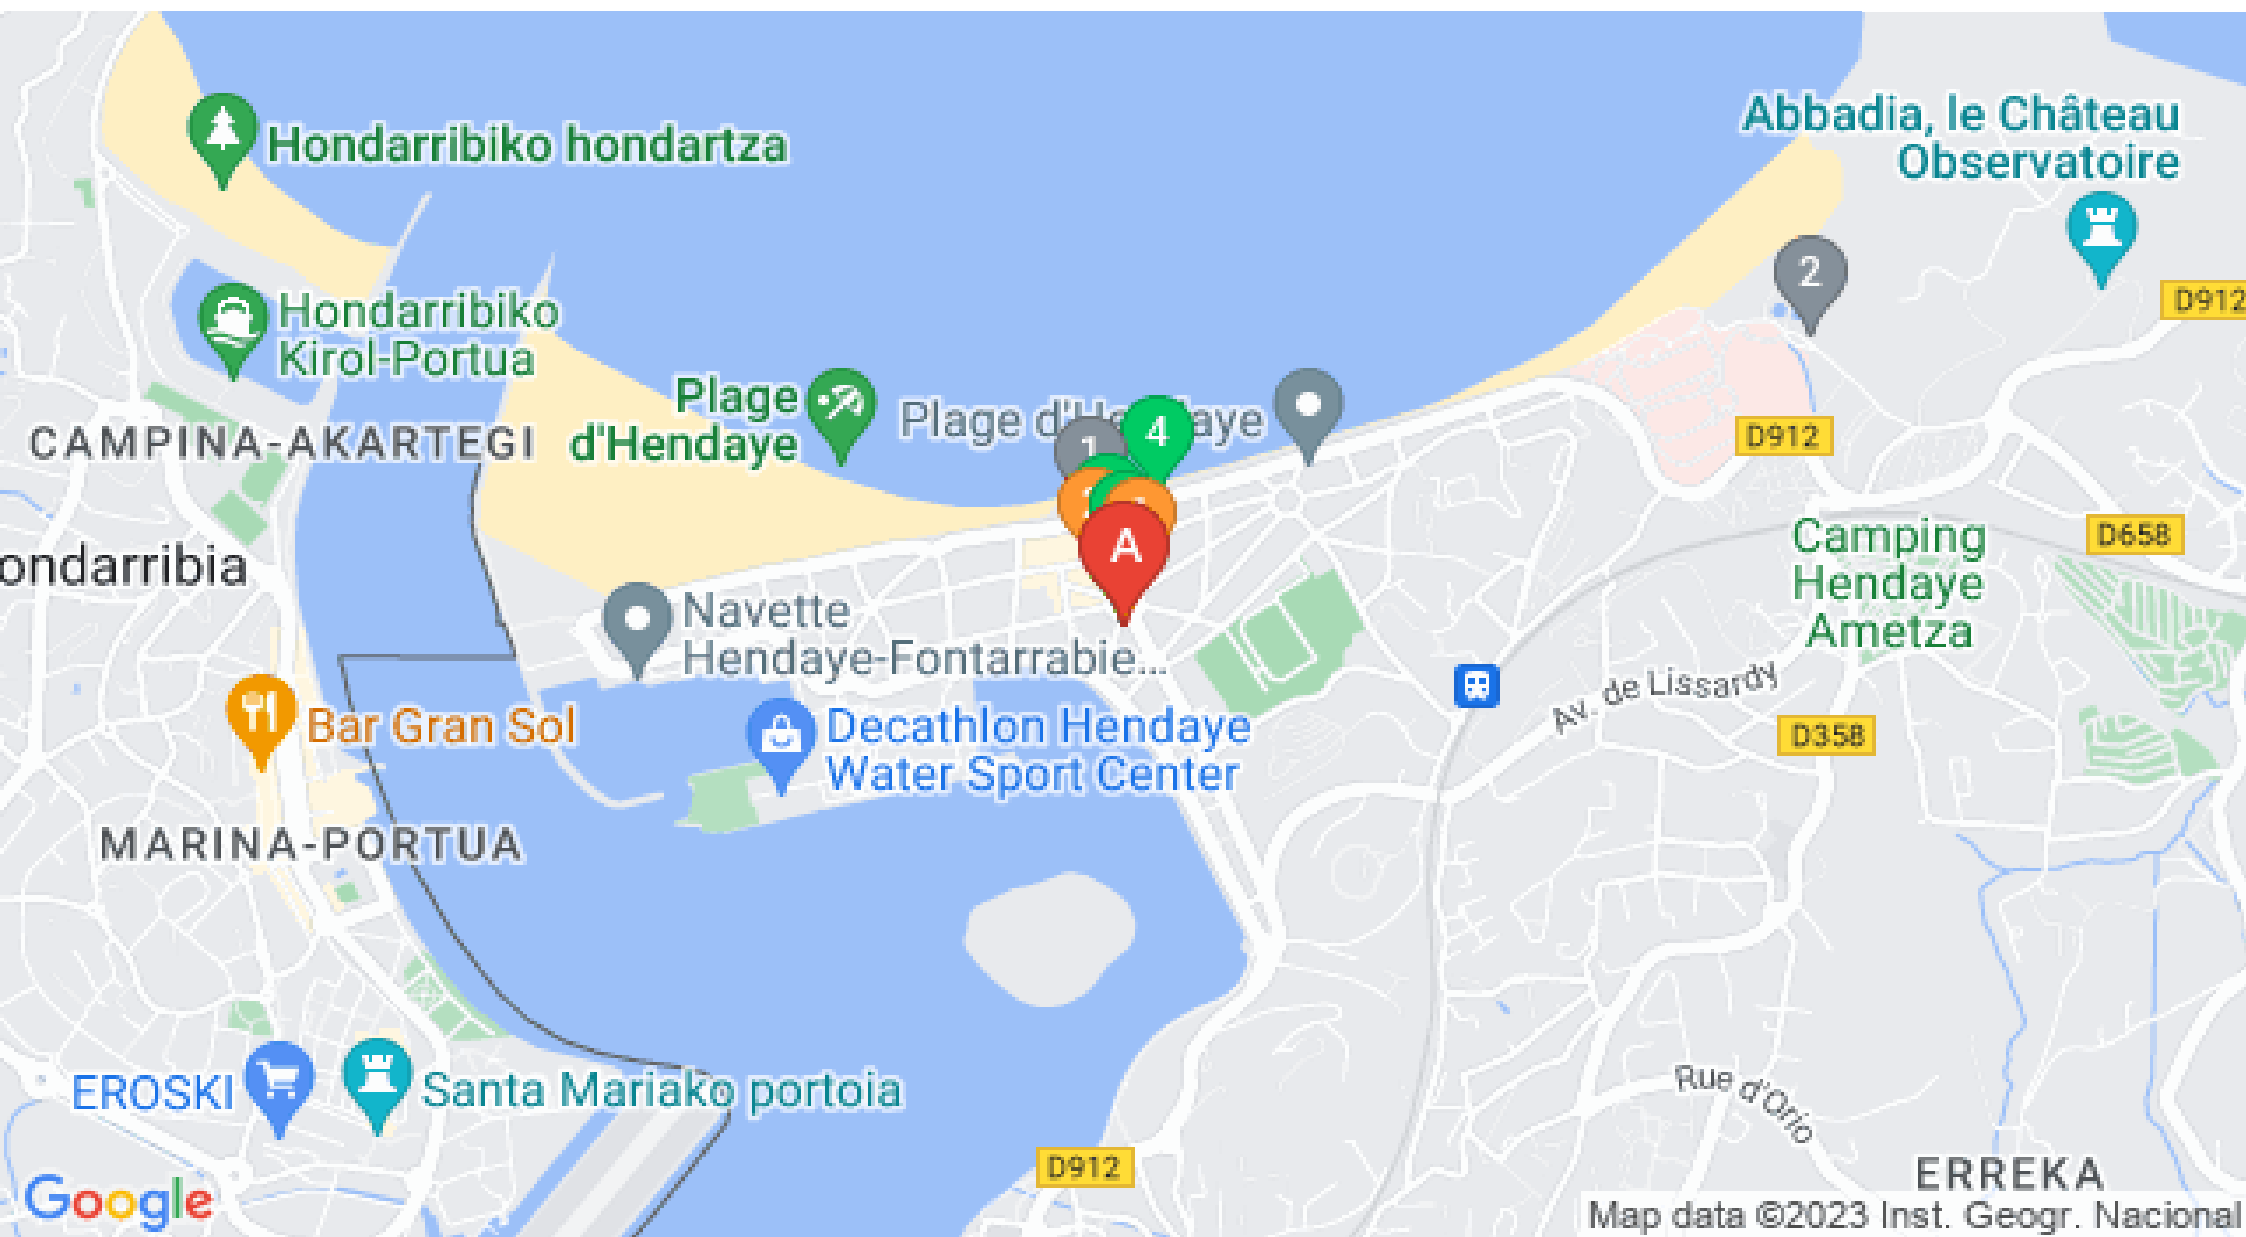 Abbadia, le Château
Observatoire
Hondarribiko hondartza
2
D912
Hondarribiko
Kirol-Portua
Plage
d'Hendaye
Plage d'Hendaye
4
1
D912
CAMPINA-AKARTEGI
A
D658
Camping
Hendaye
Ametza
ondarribia
Navette
Hendaye-Fontarrabie...
Av. de Lissardy
Bar Gran Sol
Decathlon Hendaye
Water Sport Center
D358
MARINA-PORTUA
EROSKI
Santa Mariako portoia
Rue d'Orio
D912
ERREKA
Google
Map data ©2023 Inst. Geogr. Nacional